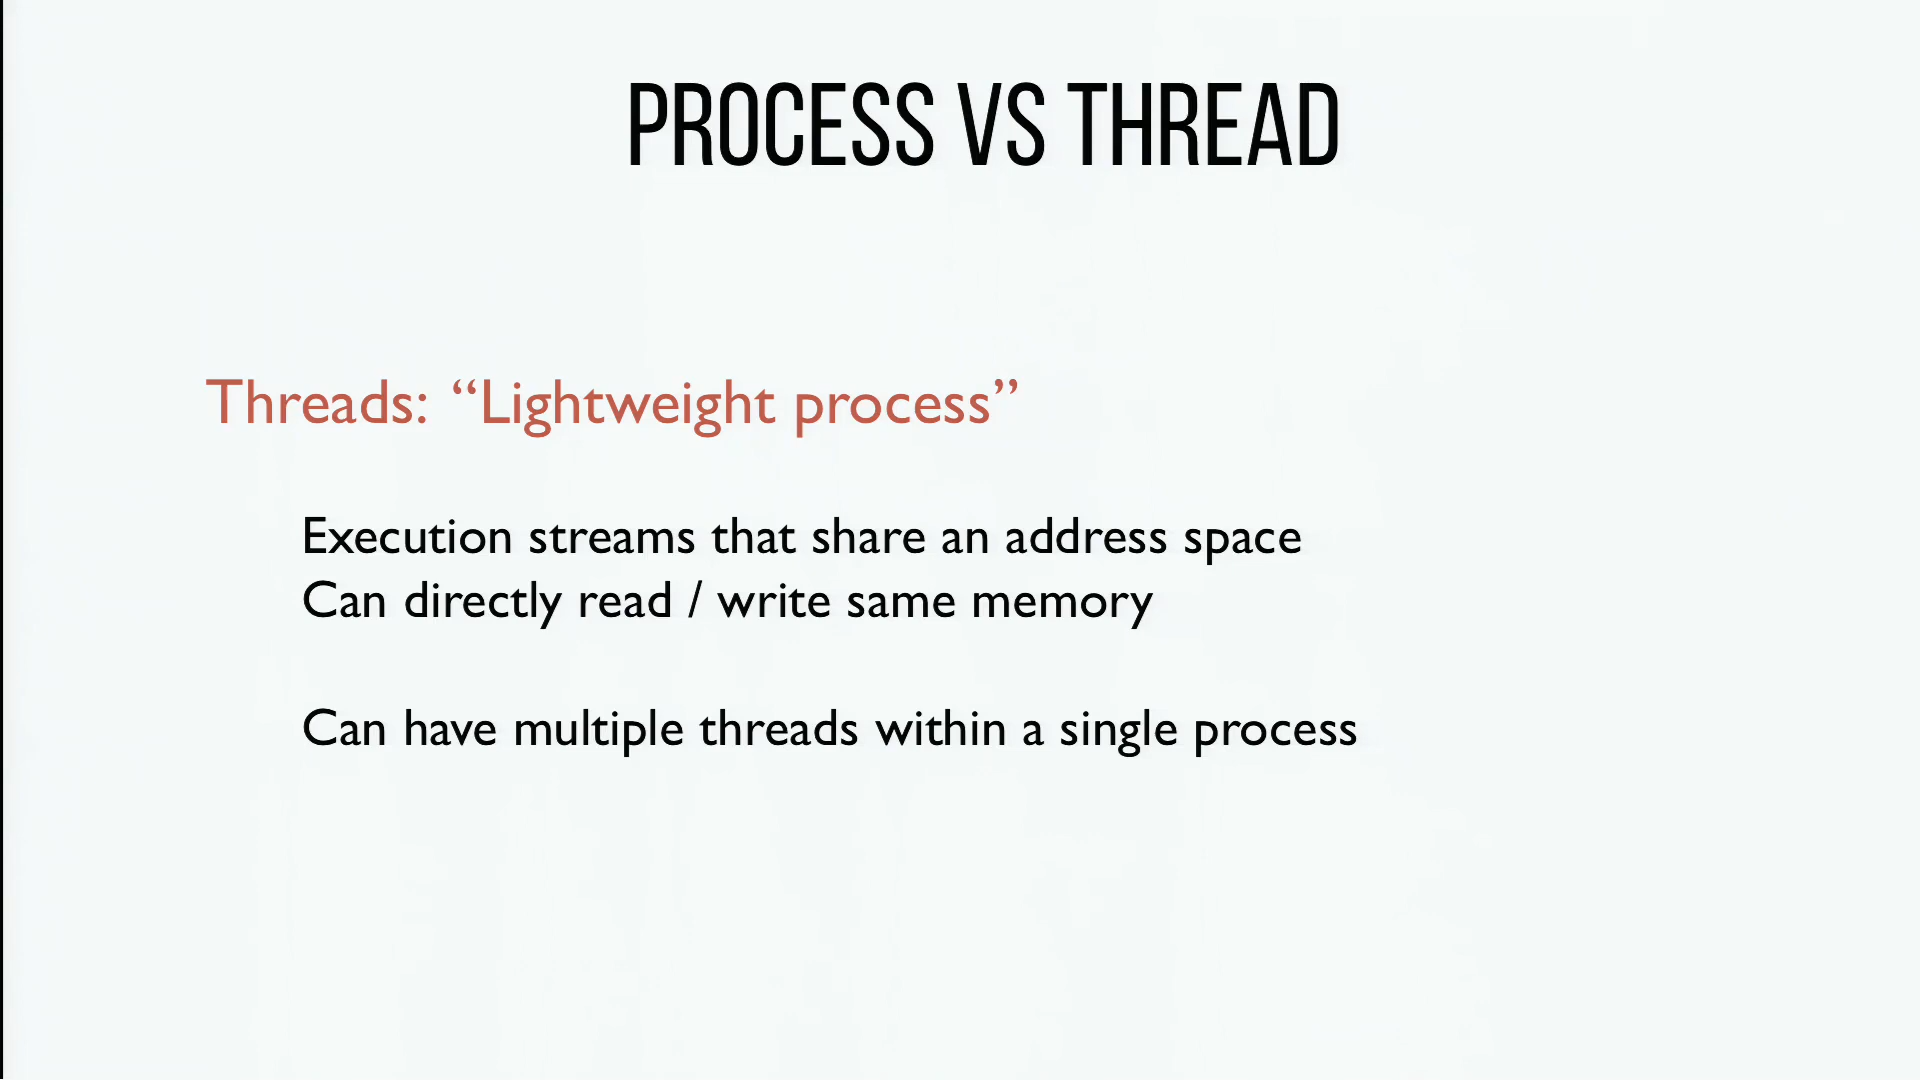 PROCESS VS THREAD
Threads: “Lightweight process”
Execution streams that share an address space
Can directly read / write same memory
Can have multiple threads within a single process